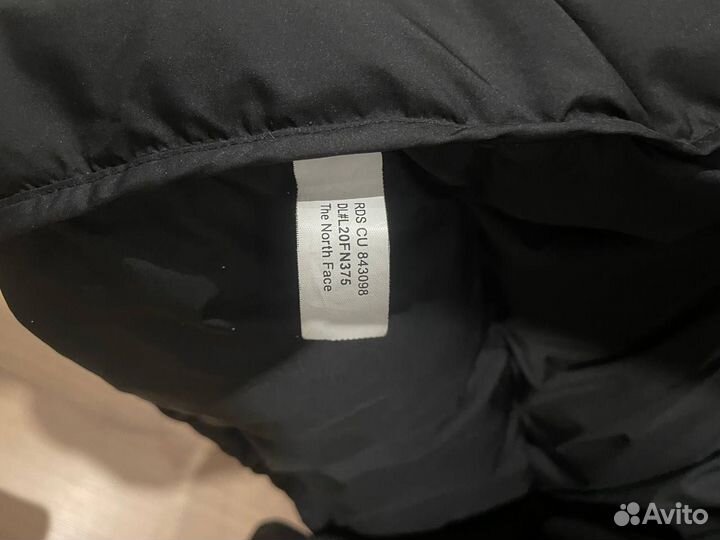 RDS CU 843098
DL#L20FN375
The North Face
Avito